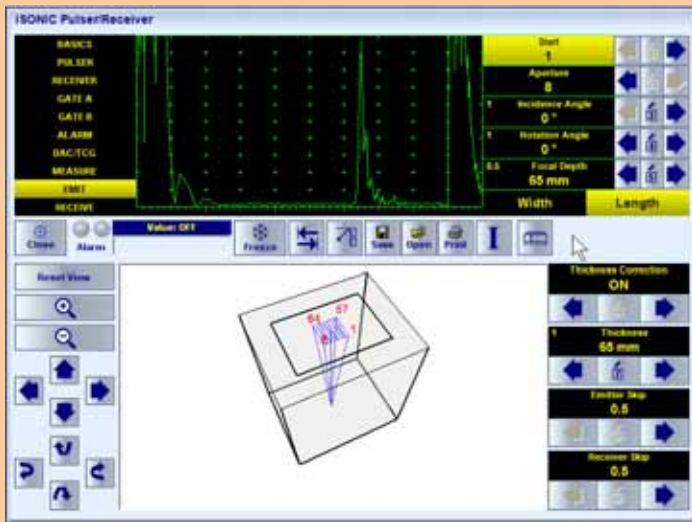 ISONIC Pulser/Receiver
BASICS
PULSER
RECEIVER
GATE A
GATE B
ALARM
DAC/TCG
MEASURE
EMIT
RECEIVE
Start
1
Aperture
8
1 Incidence Angle
0 °
1 Rotation Angle
0 °
0.5 Focal Depth
65 mm
Width Length
Close
Alarm
Value: OFF
Freeze
Save
Open
Print
Reset View
64 57
8 1
Thickness Correction
ON
1 Thickness
65 mm
Emitter Skip
0.5
Receiver Skip
0.5